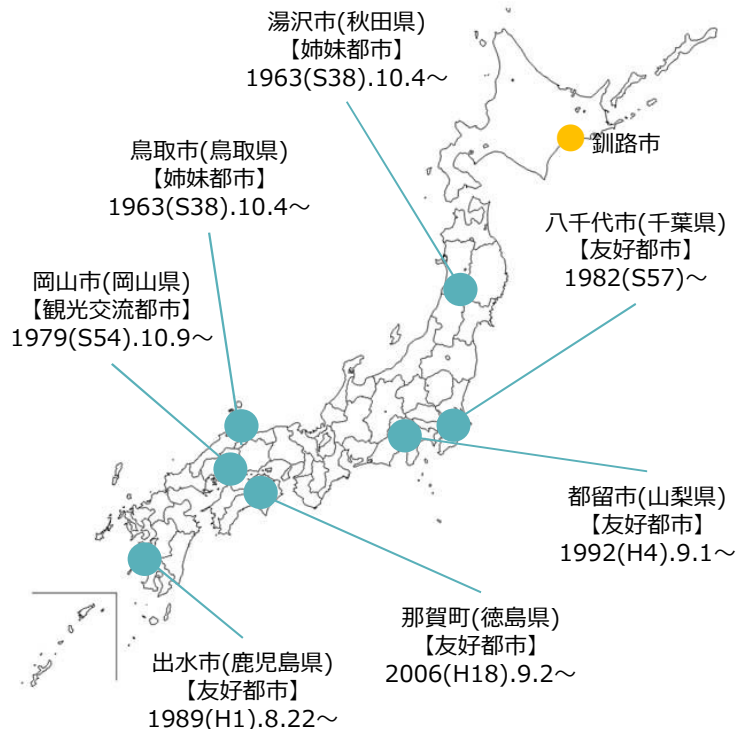 湯沢市(秋田県)
【姉妹都市】
1963(S38).10.4～
釧路市
鳥取市(鳥取県)
【姉妹都市】
1963(S38).10.4～
八千代市(千葉県)
【友好都市】
1982(S57)～
岡山市(岡山県)
【観光交流都市】
1979(S54).10.9～
都留市(山梨県)
【友好都市】
1992(H4).9.1～
那賀町(徳島県)
【友好都市】
2006(H18).9.2～
出水市(鹿児島県)
【友好都市】
1989(H1).8.22～